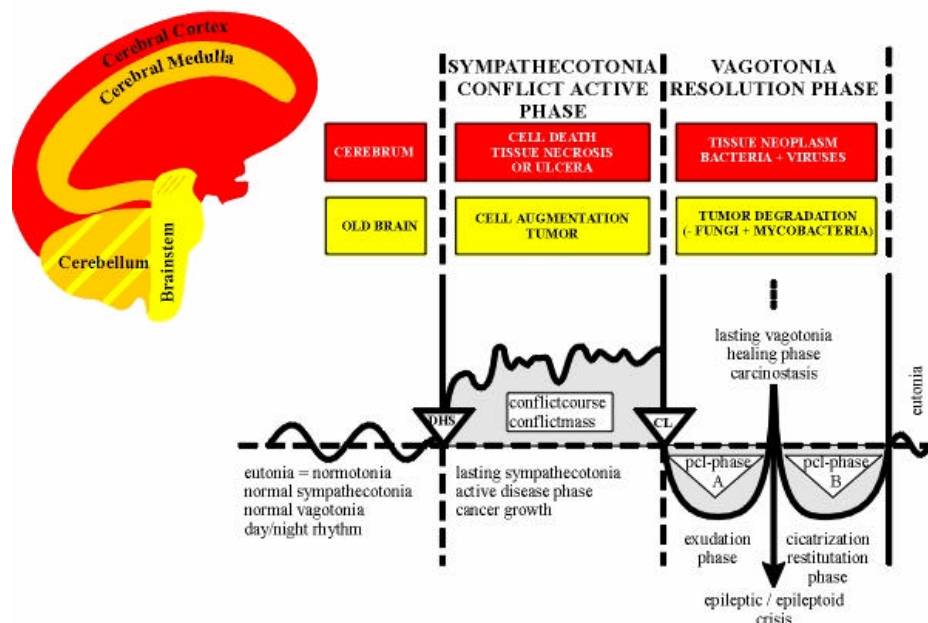 Cerebral Cortex
Cerebral Medulla
Cerebellum
Brainstem
SYMPATHECOTONIA
CONFLICT ACTIVE
PHASE
VAGOTONIA
RESOLUTION PHASE
CEREBRUM
CELL DEATH
TISSUE NECROSIS
OR ULCERA
TISSUE NEOPLASM
BACTERIA + VIRUSES
OLD BRAIN
CELL AUGMENTATION
TUMOR
TUMOR DEGRADATION
(- FUNGI + MYCOBACTERIA)
lasting vagotonia
healing phase
carcinostasis
eutonia
DHS
conflictcourse
conflictmass
CL
pcl-phase
A
pcl-phase
B
eutonia = normotonia
normal sympathecotonia
normal vagotonia
day/night rhythm
lasting sympathecotonia
active disease phase
cancer growth
exudation
phase
cicatrization
restitutation
phase
epileptic / epileptoid
crisis